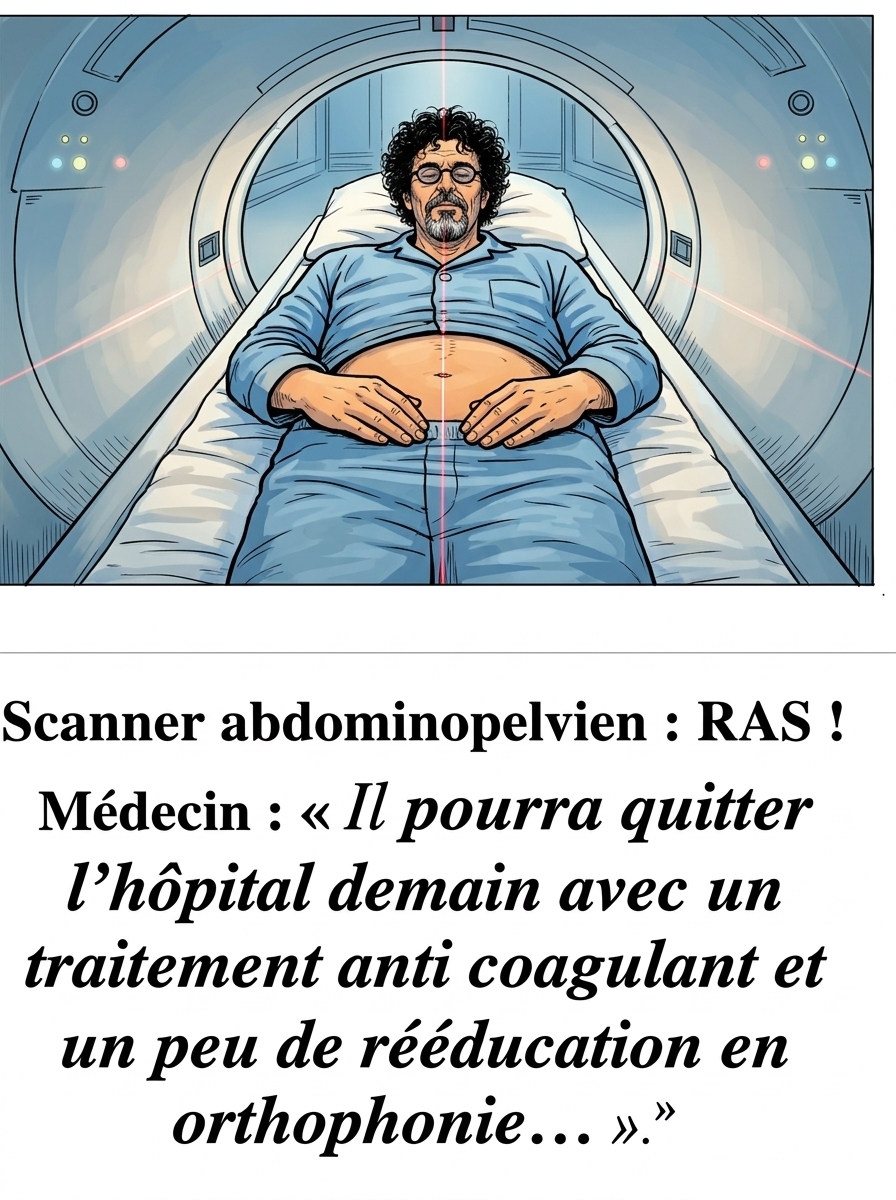 Scanner abdominopelvien : RAS !
Médecin : « Il pourra quitter
l’hôpital demain avec un
traitement anti coagulant et
un peu de rééducation en
orthophonie… ».”